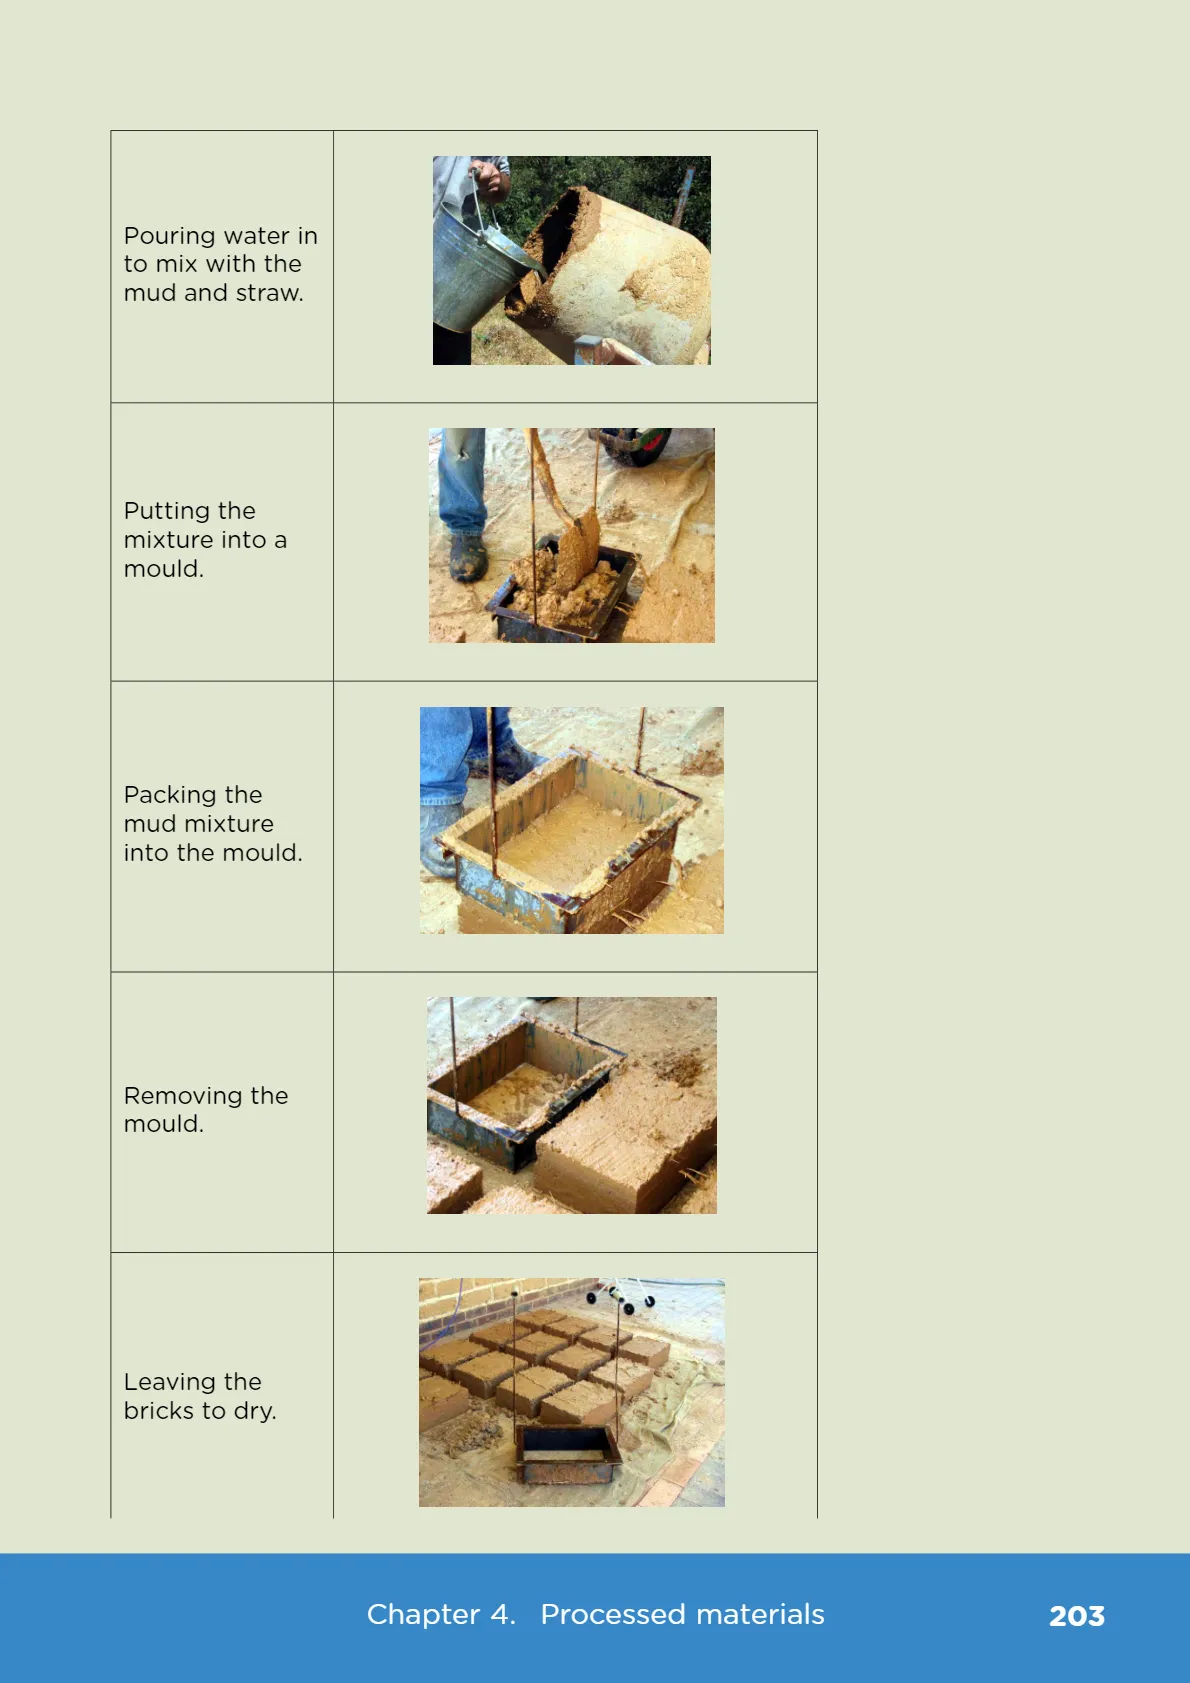 Pouring water in
to mix with the
mud and straw.
Putting the
mixture into a
mould.
Packing the
mud mixture
into the mould.
Removing the
mould.
Leaving the
bricks to dry.
Chapter 4. Processed materials
203